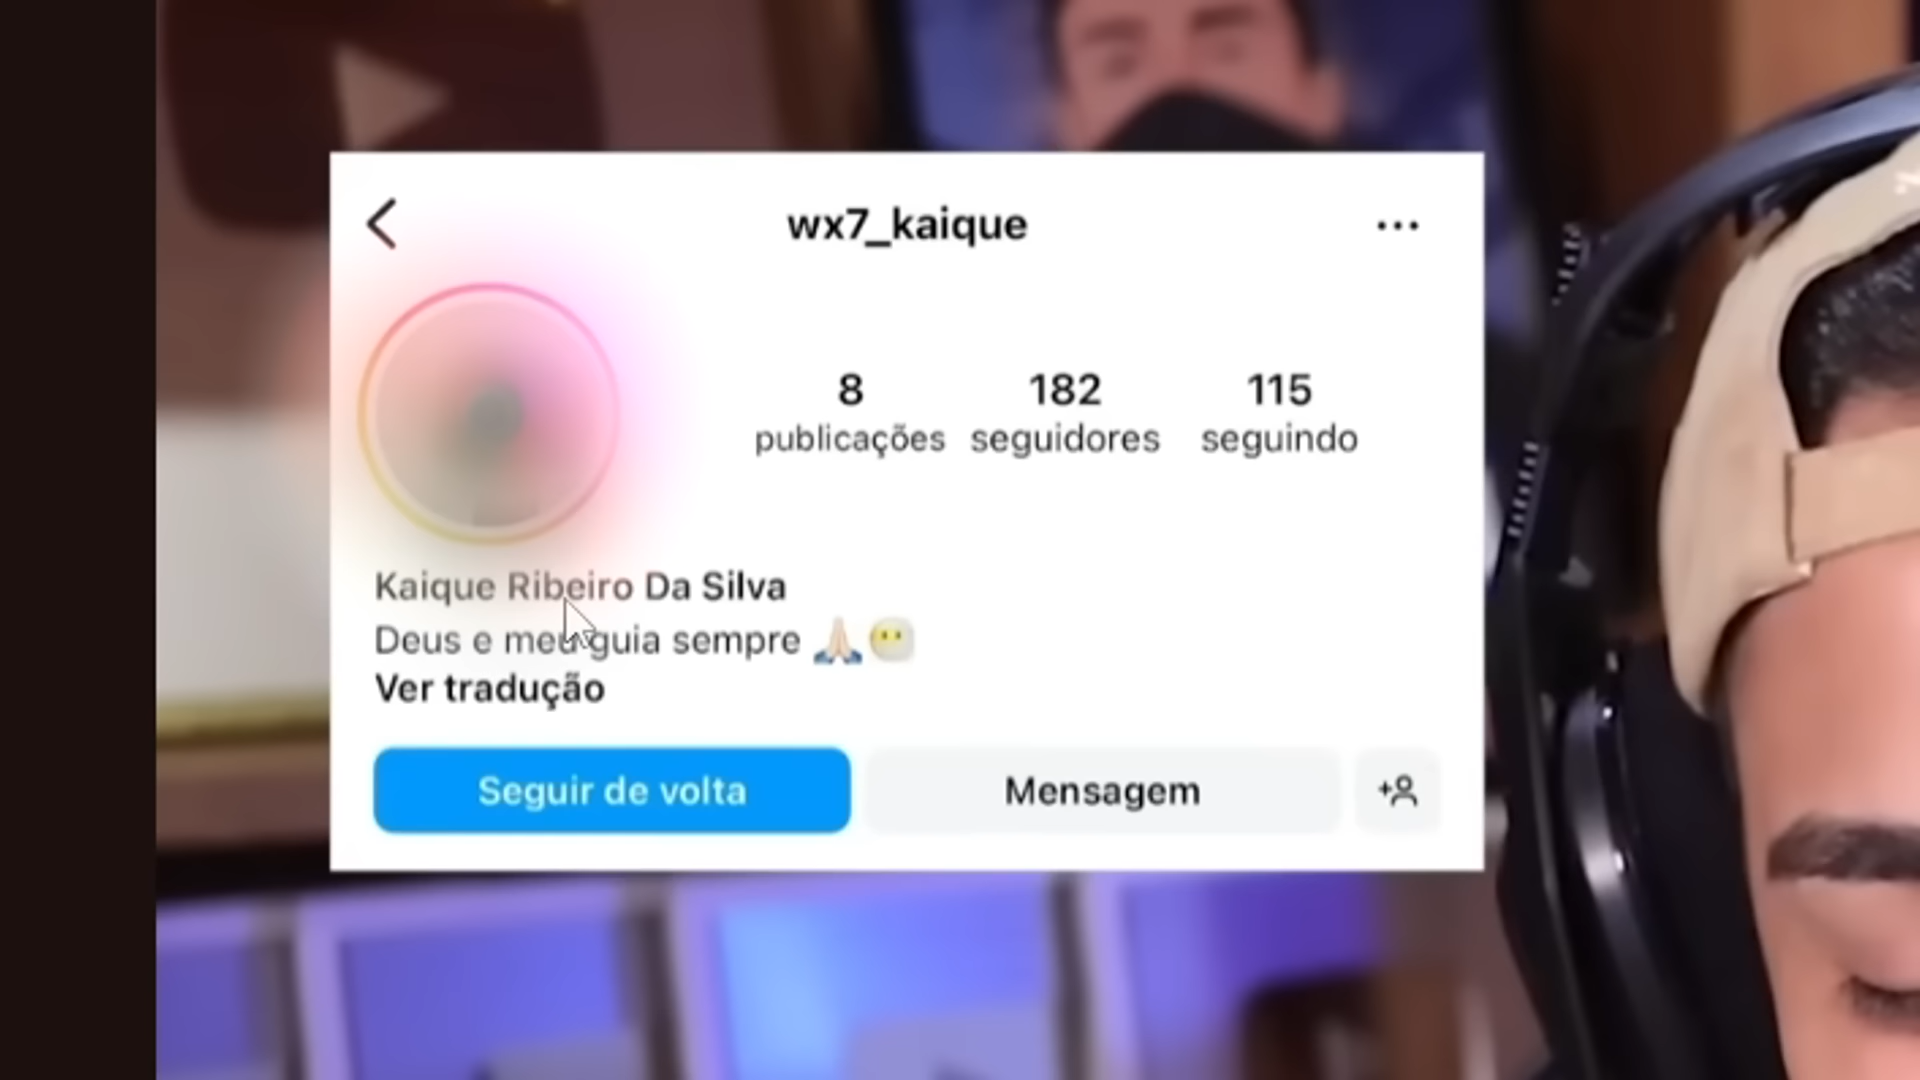 wx7_kaique
8 182 115
publicações seguidores seguindo
Kaique Ribeiro Da Silva
Deus e meu guia sempre 🙏🏻😶
Ver tradução
Seguir de volta Mensagem